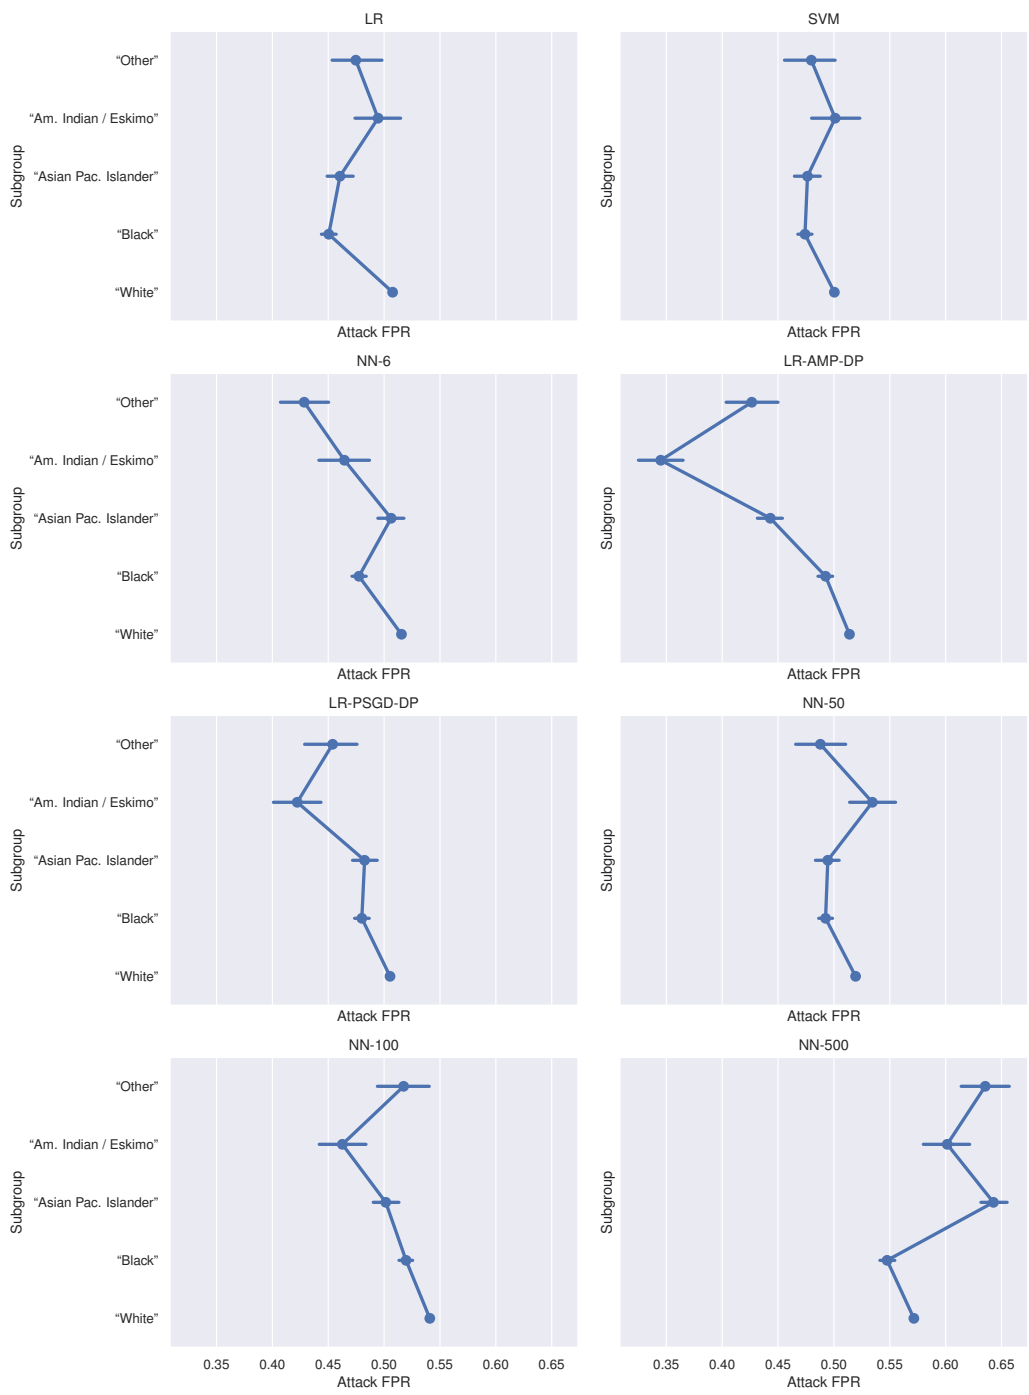 LR
SVM
“Other”
“Am. Indian / Eskimo”
“Asian Pac. Islander”
“Black”
“White”
Subgroup
Subgroup
Attack FPR
Attack FPR
NN-6
LR-AMP-DP
“Other”
“Am. Indian / Eskimo”
“Asian Pac. Islander”
“Black”
“White”
Subgroup
Subgroup
Attack FPR
Attack FPR
LR-PSGD-DP
NN-50
“Other”
“Am. Indian / Eskimo”
“Asian Pac. Islander”
“Black”
“White”
Subgroup
Subgroup
Attack FPR
Attack FPR
NN-100
NN-500
“Other”
“Am. Indian / Eskimo”
“Asian Pac. Islander”
“Black”
“White”
Subgroup
Subgroup
0.35 0.40 0.45 0.50 0.55 0.60 0.65
0.35 0.40 0.45 0.50 0.55 0.60 0.65
Attack FPR
Attack FPR